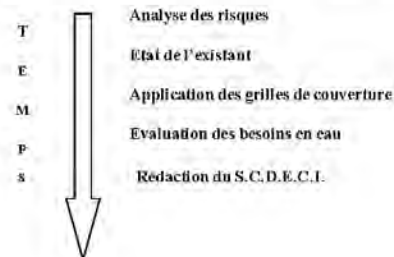 Analyse des risques
T
Etat de l'existant
E
Application des grilles de couverture
M
Evaluation des besoins en eau
P
Rédaction du S.C.D.E.C.I.
s